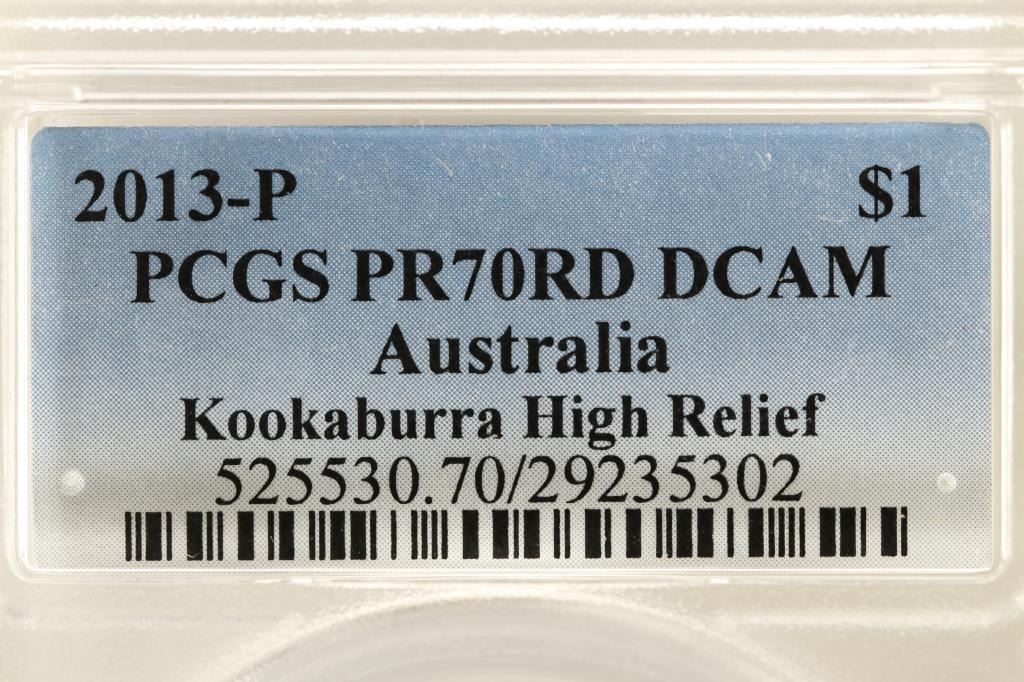 2013-P $1
PCGS PR70RD DCAM
Australia
Kookaburra High Relief
525530.70/29235302